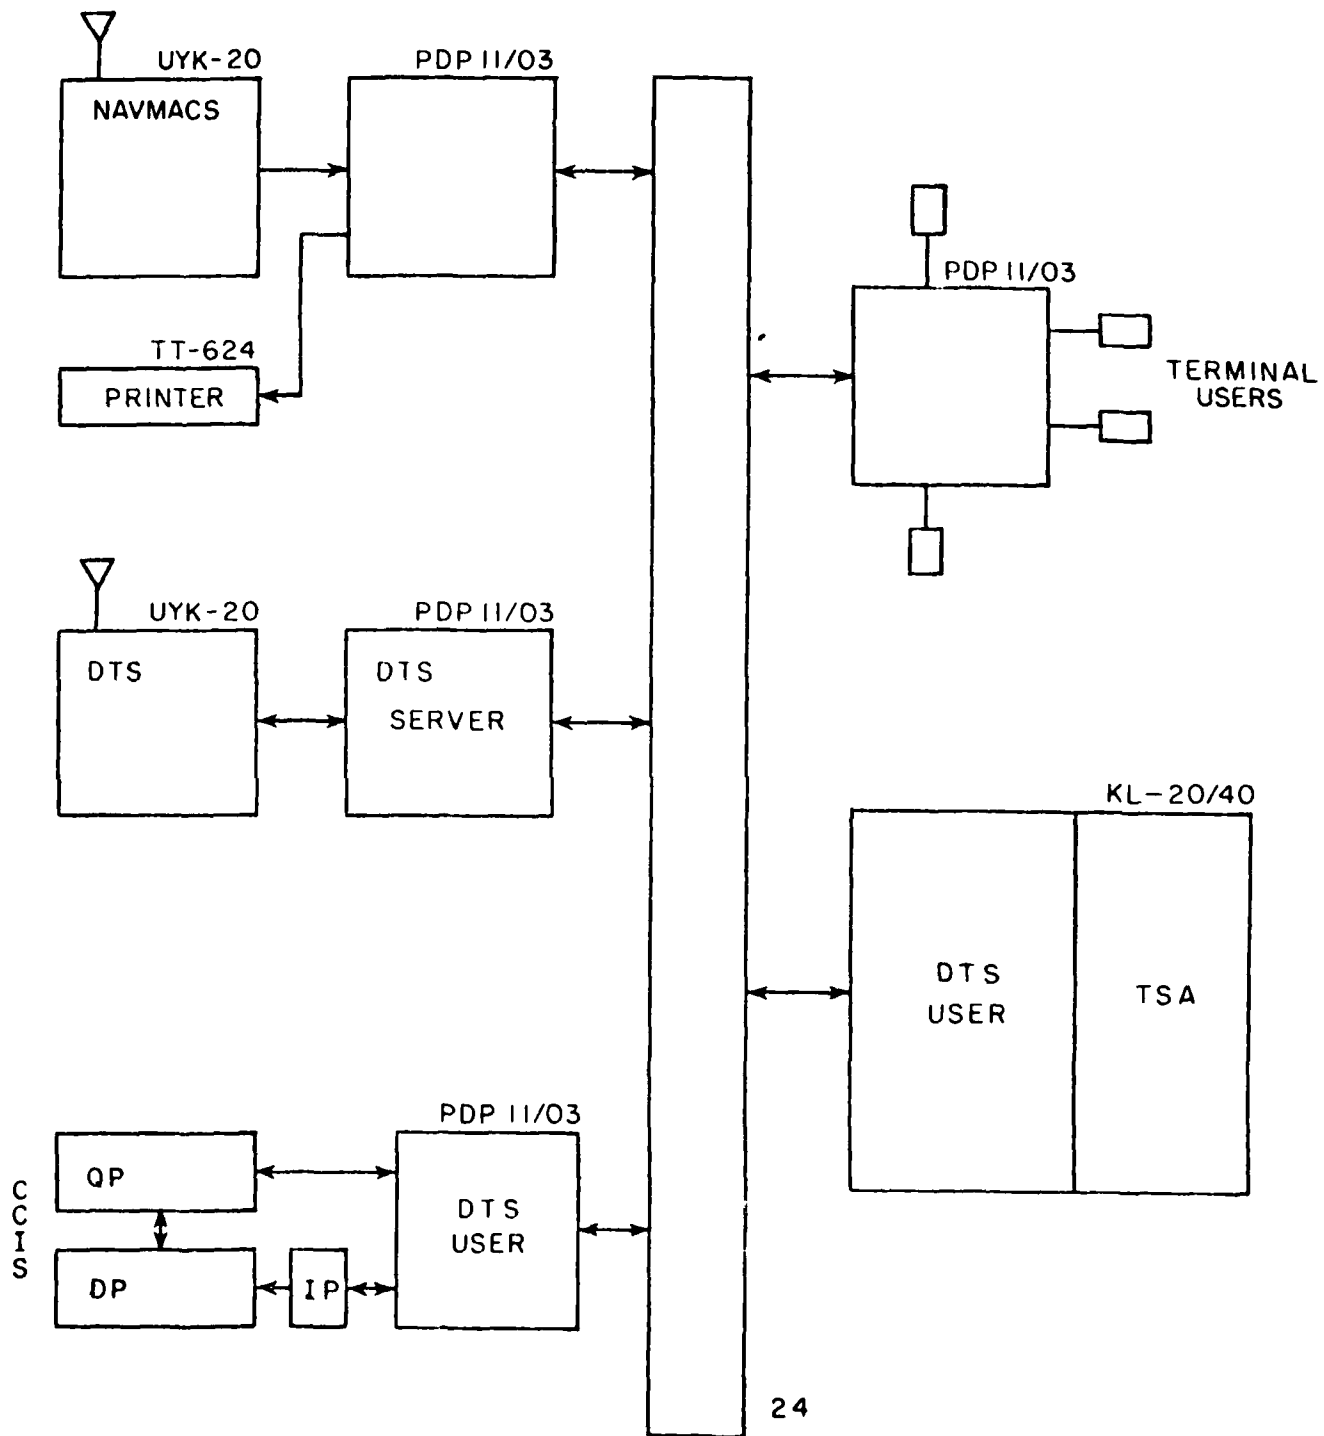 UYK-20
PDP 11/03
NAVMACS
PDP 11/03
TT-624
PRINTER
TERMINAL
USERS
UYK-20
PDP 11/03
DTS
DTS
SERVER
KL-20/40
DTS
USER
TSA
PDP 11/03
CCIS
QP
DTS
USER
DP
IP
24